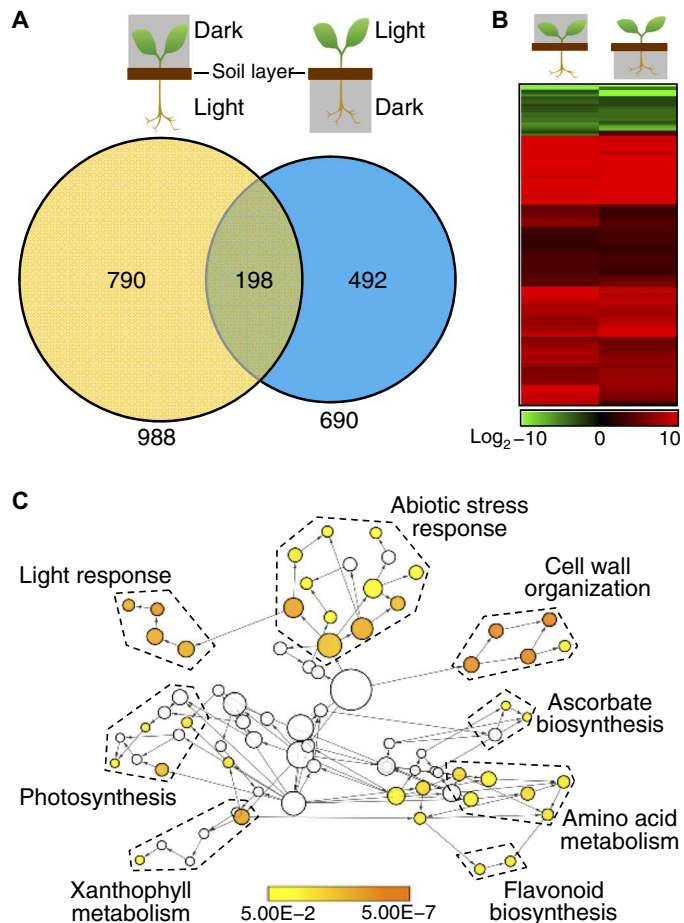 A
Dark
Light
Soil layer
Light
Dark
790
198
492
988
690
B
Log2 −10
0
10
C
Abiotic stress
response
Light response
Cell wall
organization
Ascorbate
biosynthesis
Photosynthesis
Amino acid
metabolism
Xanthophyll
metabolism
Flavonoid
biosynthesis
5.00E−2
5.00E−7